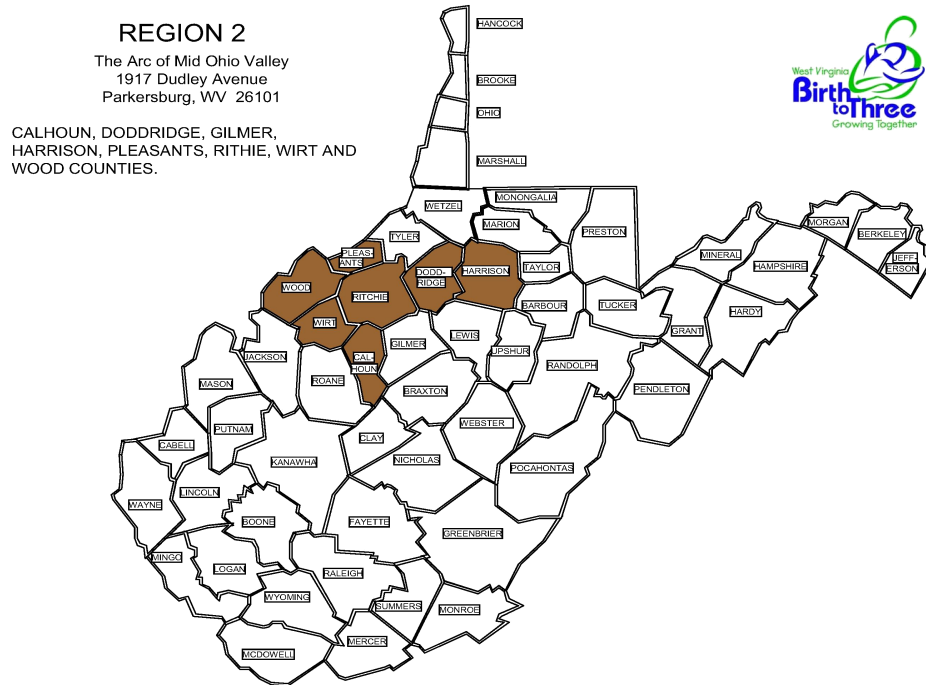 REGION 2
The Arc of Mid Ohio Valley
1917 Dudley Avenue
Parkersburg, WV  26101
CALHOUN, DODDRIDGE, GILMER,
HARRISON, PLEASANTS, RITHIE, WIRT AND
WOOD COUNTIES.
West Virginia
Birth
to Three
Growing Together
HANCOCK
BROOKE
OHIO
MARSHALL
WETZEL
MONONGALIA
MARION
PRESTON
TYLER
MORGAN
BERKELEY
JEFF-
ERSON
MINERAL
HAMPSHIRE
PLEAS-
ANTS
WOOD
RITCHIE
DODD-
RIDGE
HARRISON
TAYLOR
BARBOUR
TUCKER
GRANT
HARDY
WIRT
CAL-
HOUN
GILMER
LEWIS
UPSHUR
RANDOLPH
PENDLETON
JACKSON
ROANE
MASON
BRAXTON
WEBSTER
PUTNAM
CABELL
CLAY
KANAWHA
NICHOLAS
POCAHONTAS
WAYNE
LINCOLN
BOONE
FAYETTE
GREENBRIER
MINGO
LOGAN
RALEIGH
WYOMING
SUMMERS
MONROE
MERCER
MCDOWELL